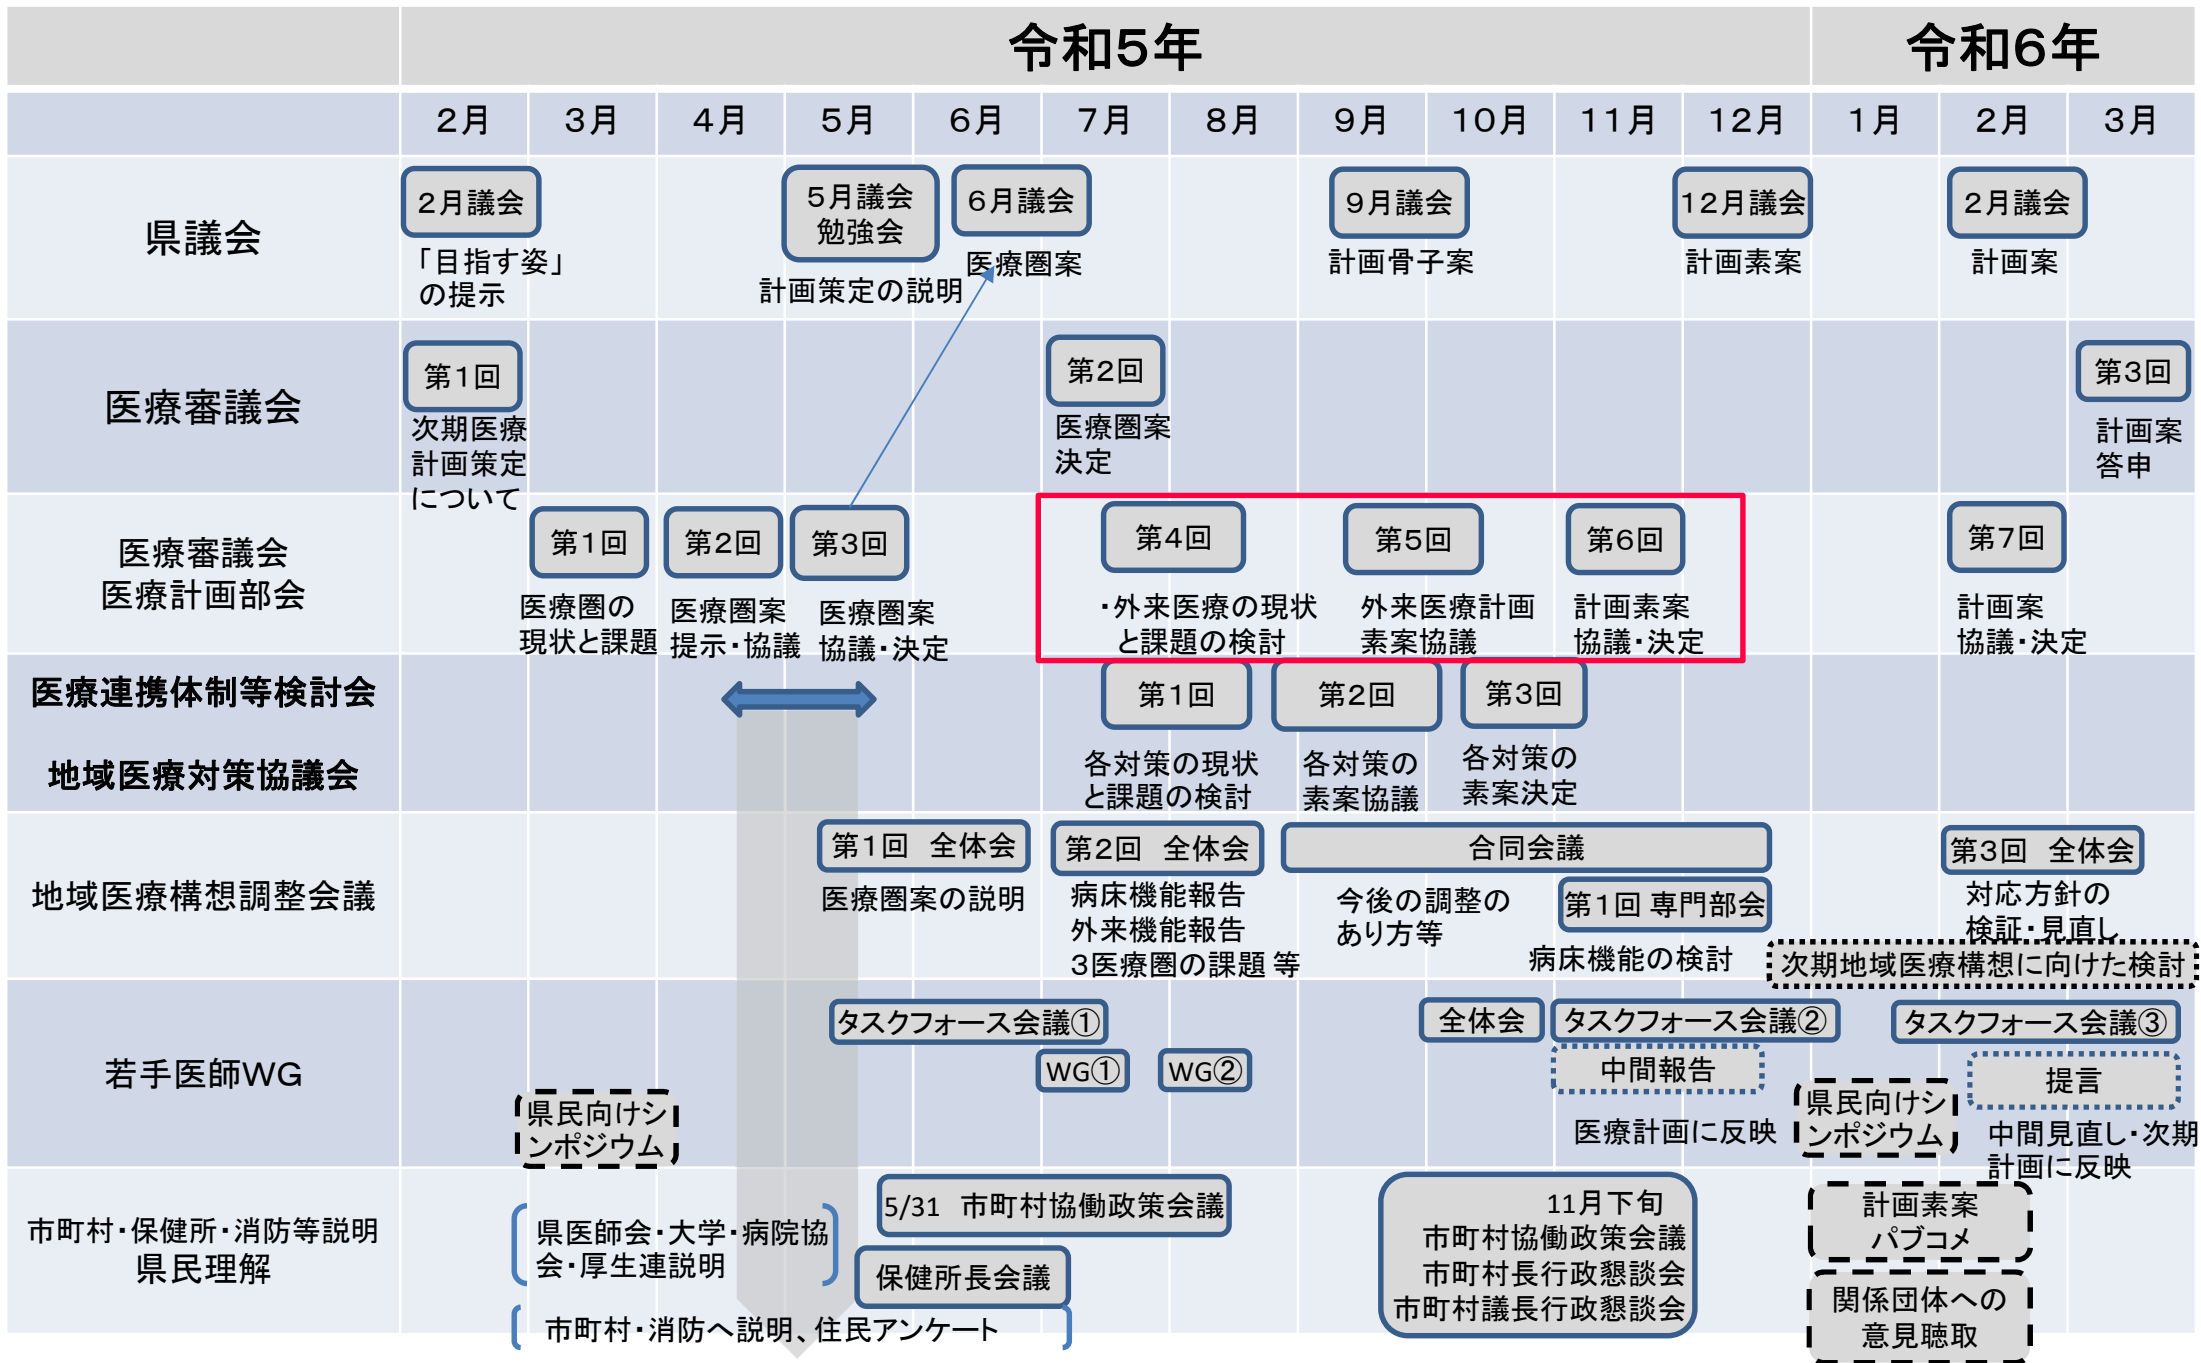 令和5年
令和6年
2月
3月
4月
5月
6月
7月
8月
9月
10月
11月
12月
1月
2月
3月
県議会
2月議会
「目指す姿」
の提示
5月議会
勉強会
計画策定の説明
6月議会
医療圏案
9月議会
計画骨子案
12月議会
計画素案
2月議会
計画案
医療審議会
第1回
次期医療
計画策定
について
第2回
医療圏案
決定
第3回
計画案
答申
医療審議会
医療計画部会
第1回
医療圏の
現状と課題
第2回
医療圏案
提示・協議
第3回
医療圏案
協議・決定
第4回
・外来医療の現状
と課題の検討
第5回
外来医療計画
素案協議
第6回
計画素案
協議・決定
第7回
計画案
協議・決定
医療連携体制等検討会
地域医療対策協議会
第1回
各対策の現状
と課題の検討
第2回
各対策の
素案協議
第3回
各対策の
素案決定
地域医療構想調整会議
第1回 全体会
医療圏案の説明
第2回 全体会
病床機能報告
外来機能報告
3医療圏の課題 等
合同会議
今後の調整の
あり方等
第1回 専門部会
病床機能の検討
第3回 全体会
対応方針の
検証・見直し
次期地域医療構想に向けた検討
若手医師WG
タスクフォース会議①
WG①
WG②
全体会
タスクフォース会議②
中間報告
医療計画に反映
タスクフォース会議③
提言
中間見直し・次期
計画に反映
県民向けシ
ンポジウム
県民向けシ
ンポジウム
市町村・保健所・消防等説明
県民理解
県医師会・大学・病院協
会・厚生連説明
市町村・消防へ説明、住民アンケート
5/31 市町村協働政策会議
保健所長会議
11月下旬
市町村協働政策会議
市町村長行政懇談会
市町村議長行政懇談会
計画素案
パブコメ
関係団体への
意見聴取